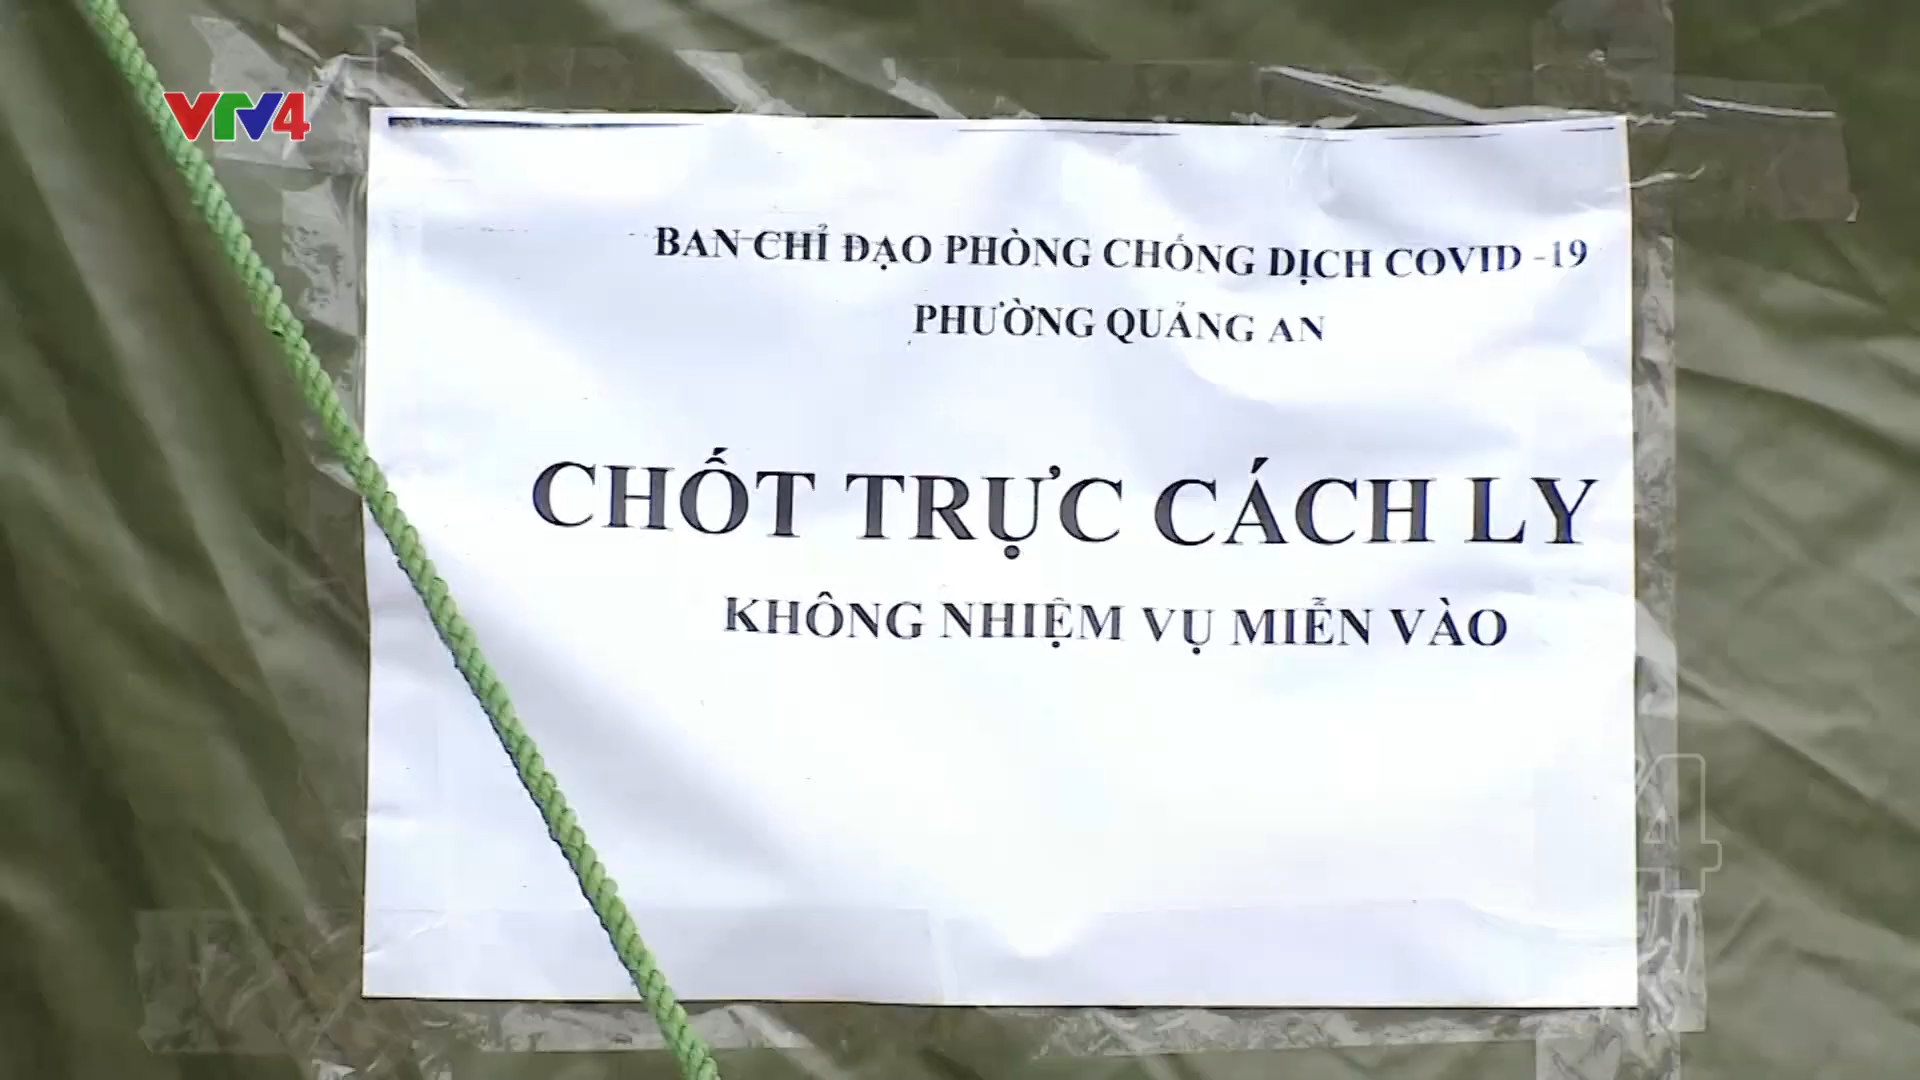 VTV4
BAN CHỈ ĐẠO PHÒNG CHỐNG DỊCH COVID -19
PHƯỜNG QUẢNG AN
CHỐT TRỰC CÁCH LY
KHÔNG NHIỆM VỤ MIỄN VÀO